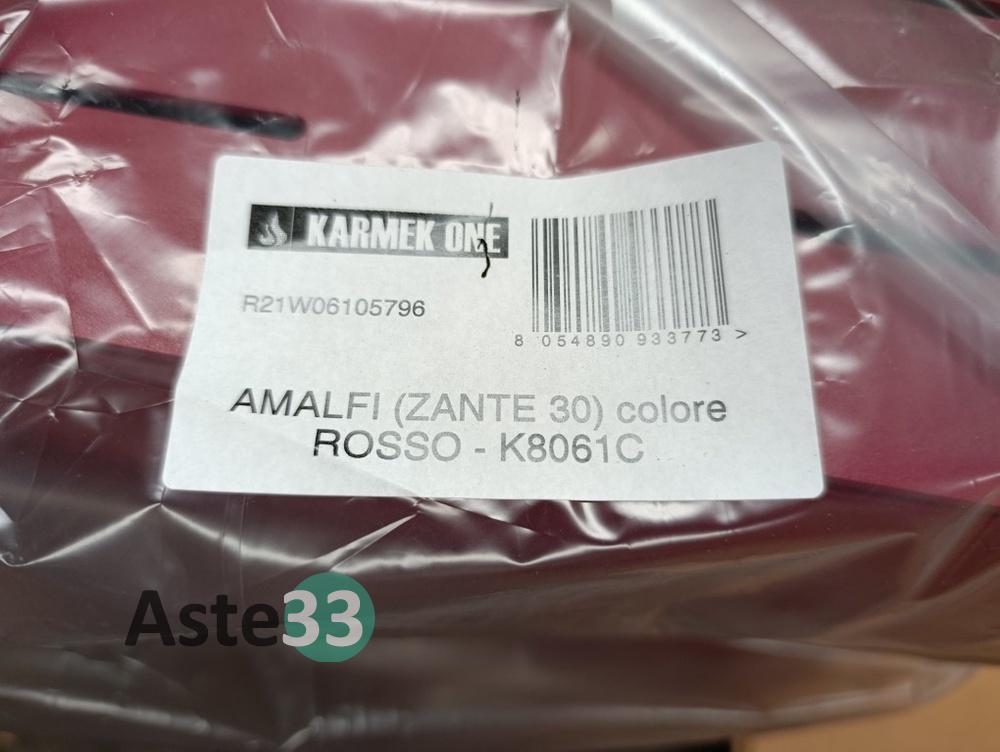 KARMEK ONE
R21W06105796
8 054890 933773 >
AMALFI (ZANTE 30) colore
ROSSO - K8061C
Aste33